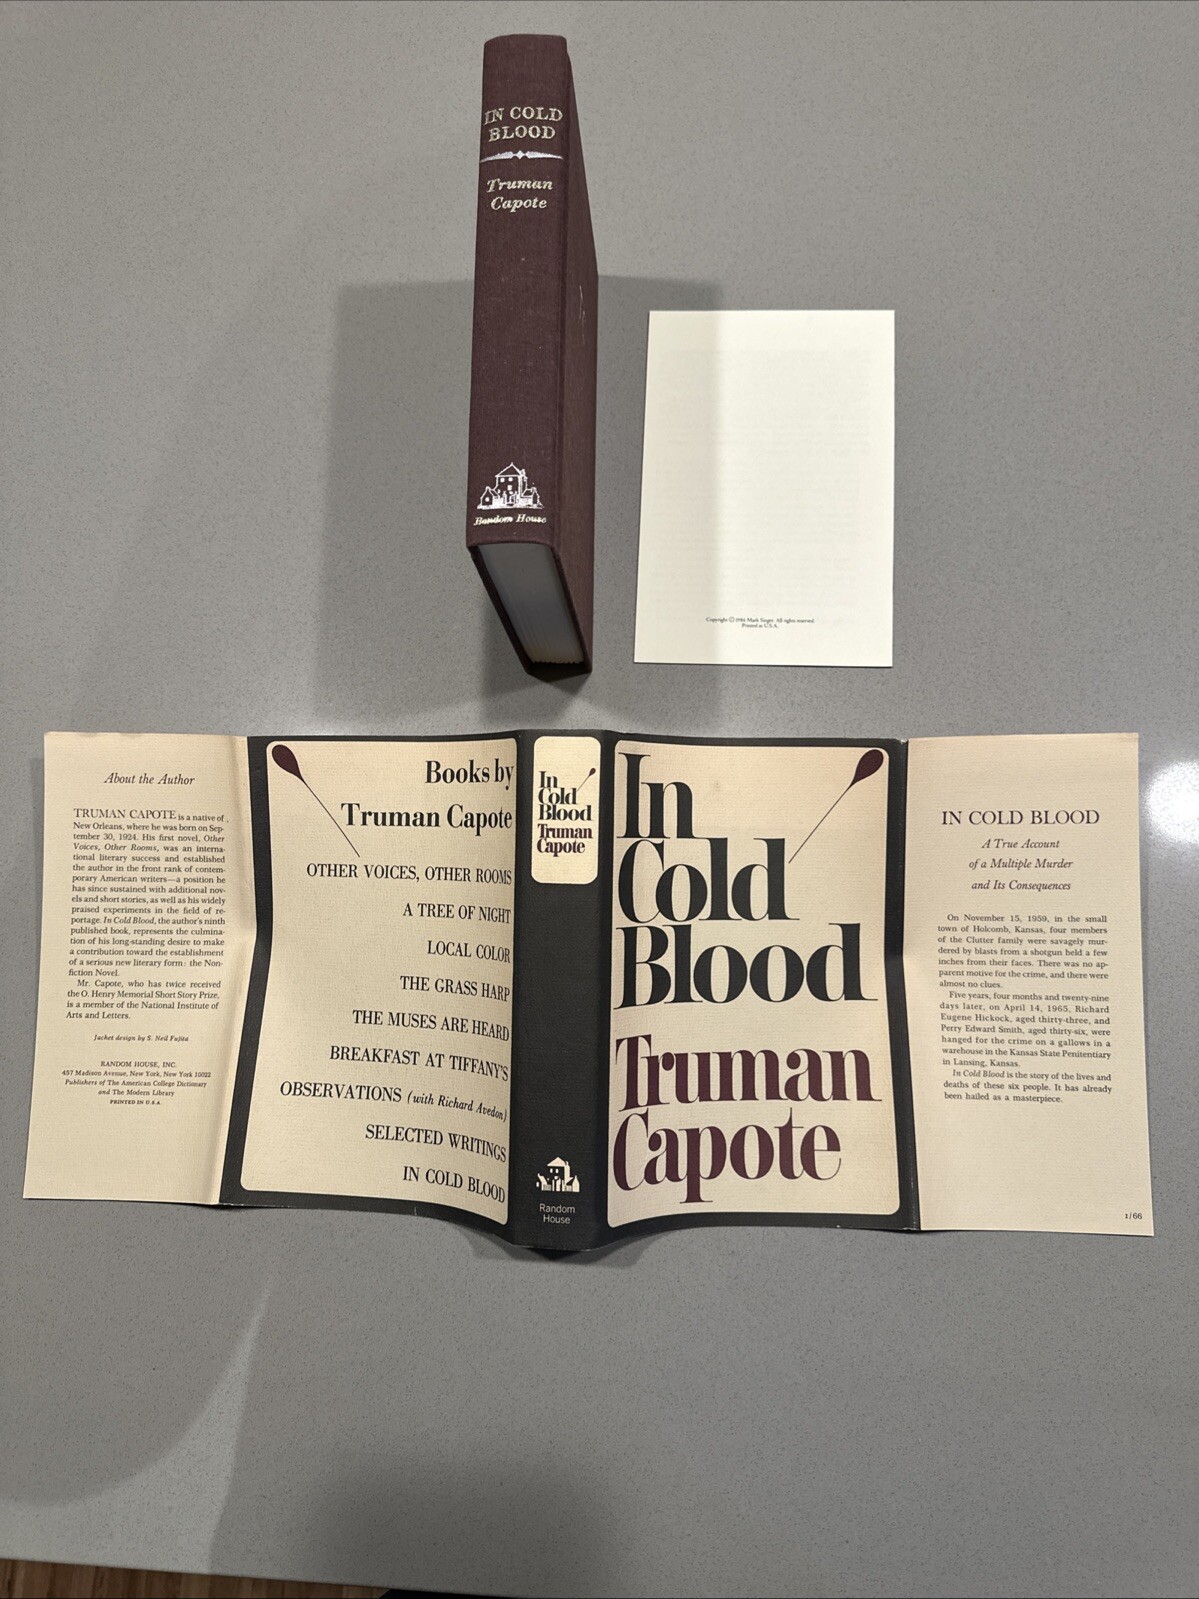 IN COLD
BLOOD
Truman
Capote
Random House
Copyright © 1986 Mark Singer. All rights reserved.
Printed in U.S.A.
About the Author
TRUMAN CAPOTE is a native of
New Orleans, where he was born on Sep-
tember 30, 1924. His first novel, Other
Voices, Other Rooms, was an interna-
tional literary success and established
the author in the front rank of contem-
porary American writers—a position he
has since sustained with additional nov-
els and short stories, as well as his widely
praised experiments in the field of re-
portage. In Cold Blood, the author's ninth
published book, represents the culmina-
tion of his long-standing desire to make
a contribution toward the establishment
of a serious new literary form: the Non-
fiction Novel.
Mr. Capote, who has twice received
the O. Henry Memorial Short Story Prize,
is a member of the National Institute of
Arts and Letters.
Jacket design by S. Neil Fujita
RANDOM HOUSE, INC.
457 Madison Avenue, New York, New York 10022
Publishers of The American College Dictionary
and The Modern Library
PRINTED IN U.S.A.
Books by
Truman Capote
OTHER VOICES, OTHER ROOMS
A TREE OF NIGHT
LOCAL COLOR
THE GRASS HARP
THE MUSES ARE HEARD
BREAKFAST AT TIFFANY'S
OBSERVATIONS (with Richard Avedon)
SELECTED WRITINGS
IN COLD BLOOD
In
Cold
Blood
Truman
Capote
Random
House
In
Cold
Blood
Truman
Capote
IN COLD BLOOD
A True Account
of a Multiple Murder
and Its Consequences
On November 15, 1959, in the small
town of Holcomb, Kansas, four members
of the Clutter family were savagely mur-
dered by blasts from a shotgun held a few
inches from their faces. There was no ap-
parent motive for the crime, and there were
almost no clues.
Five years, four months and twenty-nine
days later, on April 14, 1965, Richard
Eugene Hickock, aged thirty-three, and
Perry Edward Smith, aged thirty-six, were
hanged for the crime on a gallows in a
warehouse in the Kansas State Penitentiary
in Lansing, Kansas.
In Cold Blood is the story of the lives and
deaths of these six people. It has already
been hailed as a masterpiece.
1/66